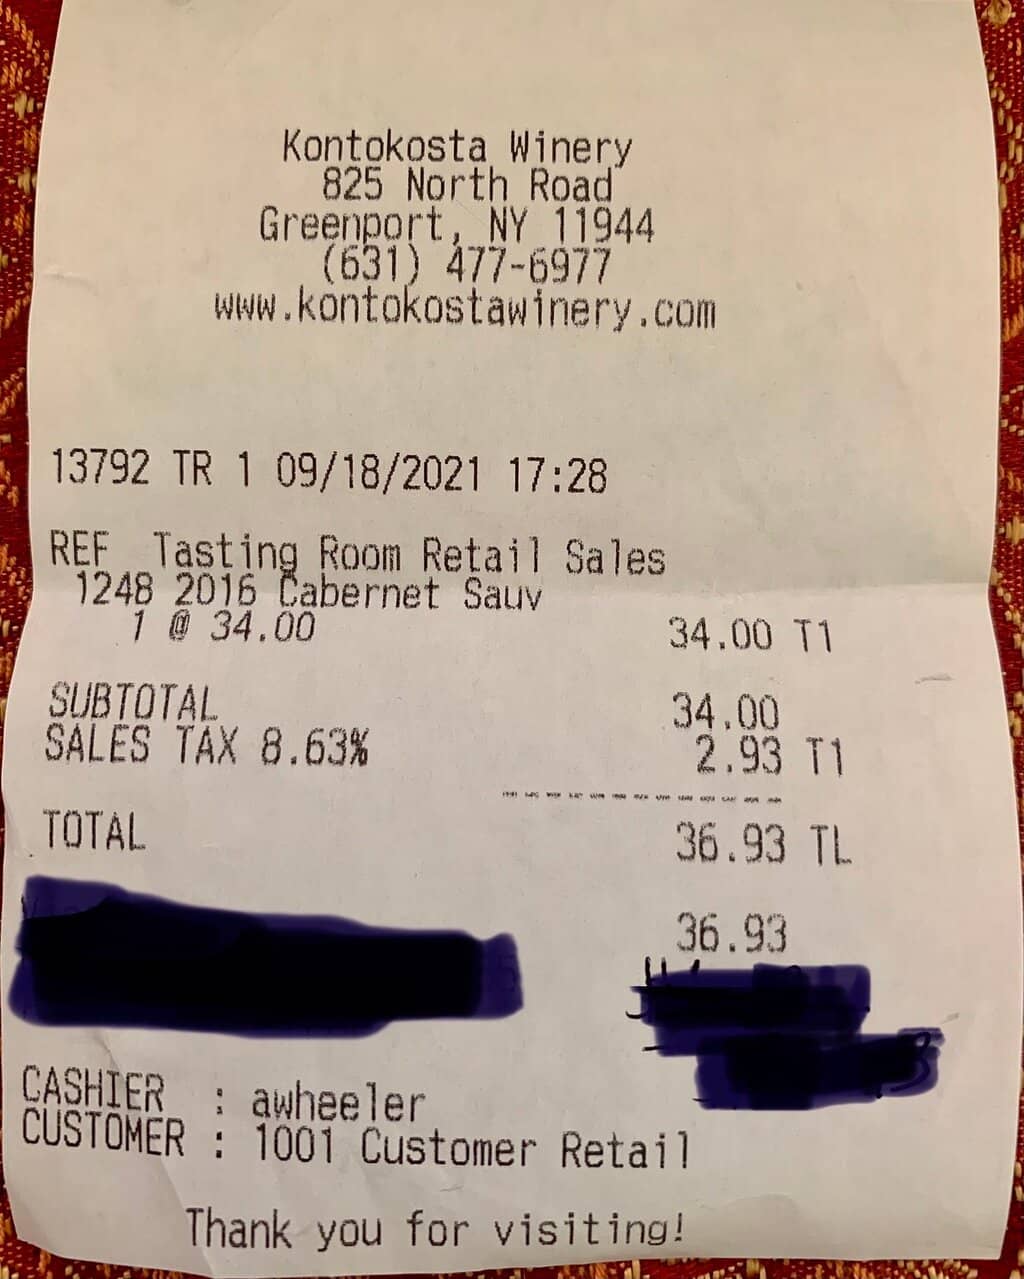 Kontokosta Winery
825 North Road
Greenport, NY 11944
(631) 477-6977
www.kontokostawinery.com
13792 TR 1 09/18/2021 17:28
REF Tasting Room Retail Sales
1248 2016 Cabernet Sauv
1 @ 34.00 34.00 T1
SUBTOTAL 34.00
SALES TAX 8.63% 2.93 T1
TOTAL 36.93 TL
36.93
CASHIER : awheeler
CUSTOMER : 1001 Customer Retail
Thank you for visiting!